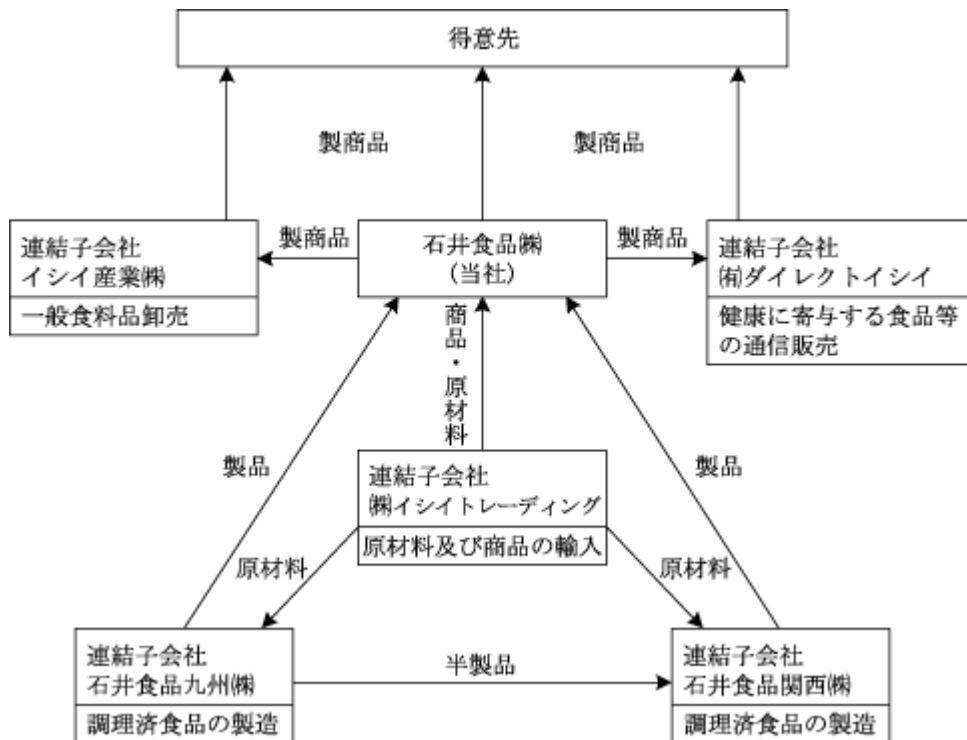 得意先
製商品
製商品
連結子会社
イシイ産業㈱
一般食料品卸売
製商品
石井食品㈱
(当社)
製商品
連結子会社
㈲ダイレクトイシイ
健康に寄与する食品等
の通信販売
商品・原材料
製品
製品
連結子会社
㈱イシイトレーディング
原材料及び商品の輸入
原材料
原材料
連結子会社
石井食品九州㈱
調理済食品の製造
半製品
連結子会社
石井食品関西㈱
調理済食品の製造